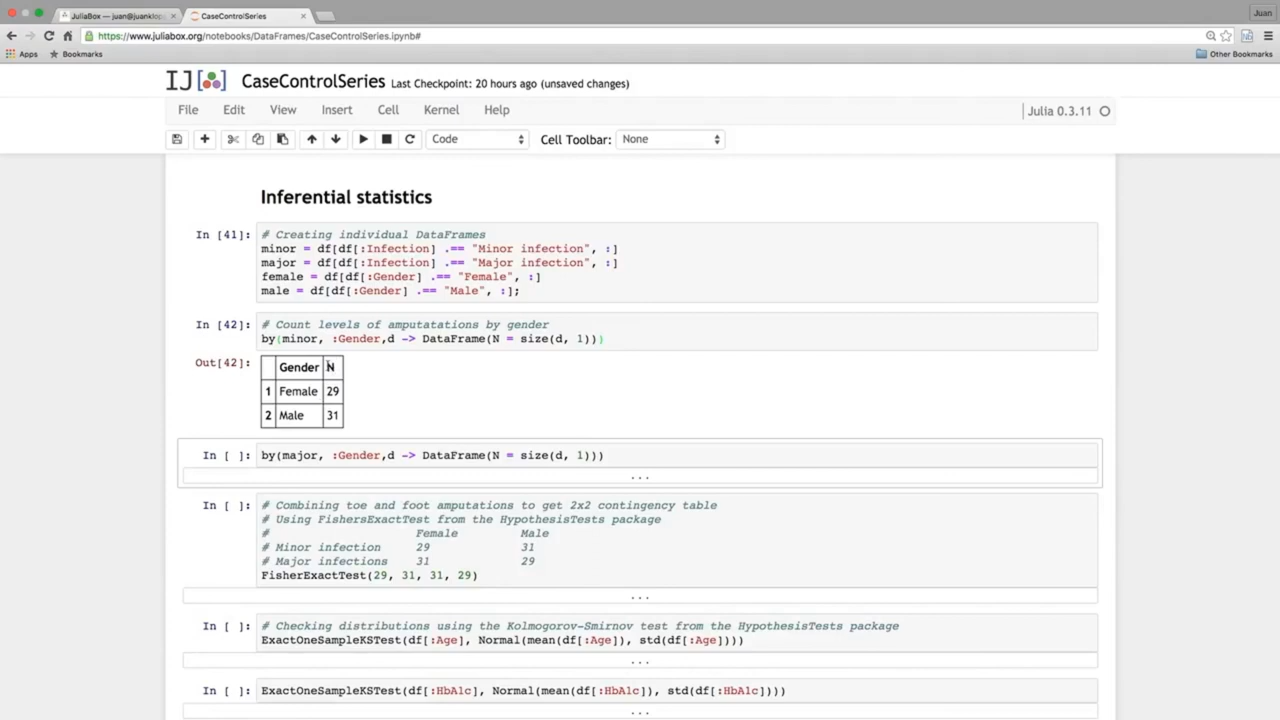 JuliaBox — juan@juanklop
CaseControlSeries
Juan
https://www.juliabox.org/notebooks/DataFrames/CaseControlSeries.ipynb#
Apps
Bookmarks
Other Bookmarks
IJ CaseControlSeries Last Checkpoint: 20 hours ago (unsaved changes)
File Edit View Insert Cell Kernel Help
Julia 0.3.11
Code
Cell Toolbar: None
Inferential statistics
In [41]: # Creating individual DataFrames
minor = df[df[:Infection] .== "Minor infection", :]
major = df[df[:Infection] .== "Major infection", :]
female = df[df[:Gender] .== "Female", :]
male = df[df[:Gender] .== "Male", :];
In [42]: # Count levels of amputatations by gender
by(minor, :Gender,d -> DataFrame(N = size(d, 1)))
Out[42]: Gender N
1 Female 29
2 Male 31
In [ ]: by(major, :Gender,d -> DataFrame(N = size(d, 1)))
...
In [ ]: # Combining toe and foot amputations to get 2x2 contingency table
# Using FishersExactTest from the HypothesisTests package
# Female Male
# Minor infection 29 31
# Major infections 31 29
FisherExactTest(29, 31, 31, 29)
...
In [ ]: # Checking distributions using the Kolmogorov-Smirnov test from the HypothesisTests package
ExactOneSampleKSTest(df[:Age], Normal(mean(df[:Age]), std(df[:Age])))
...
In [ ]: ExactOneSampleKSTest(df[:HbA1c], Normal(mean(df[:HbA1c]), std(df[:HbA1c])))
...